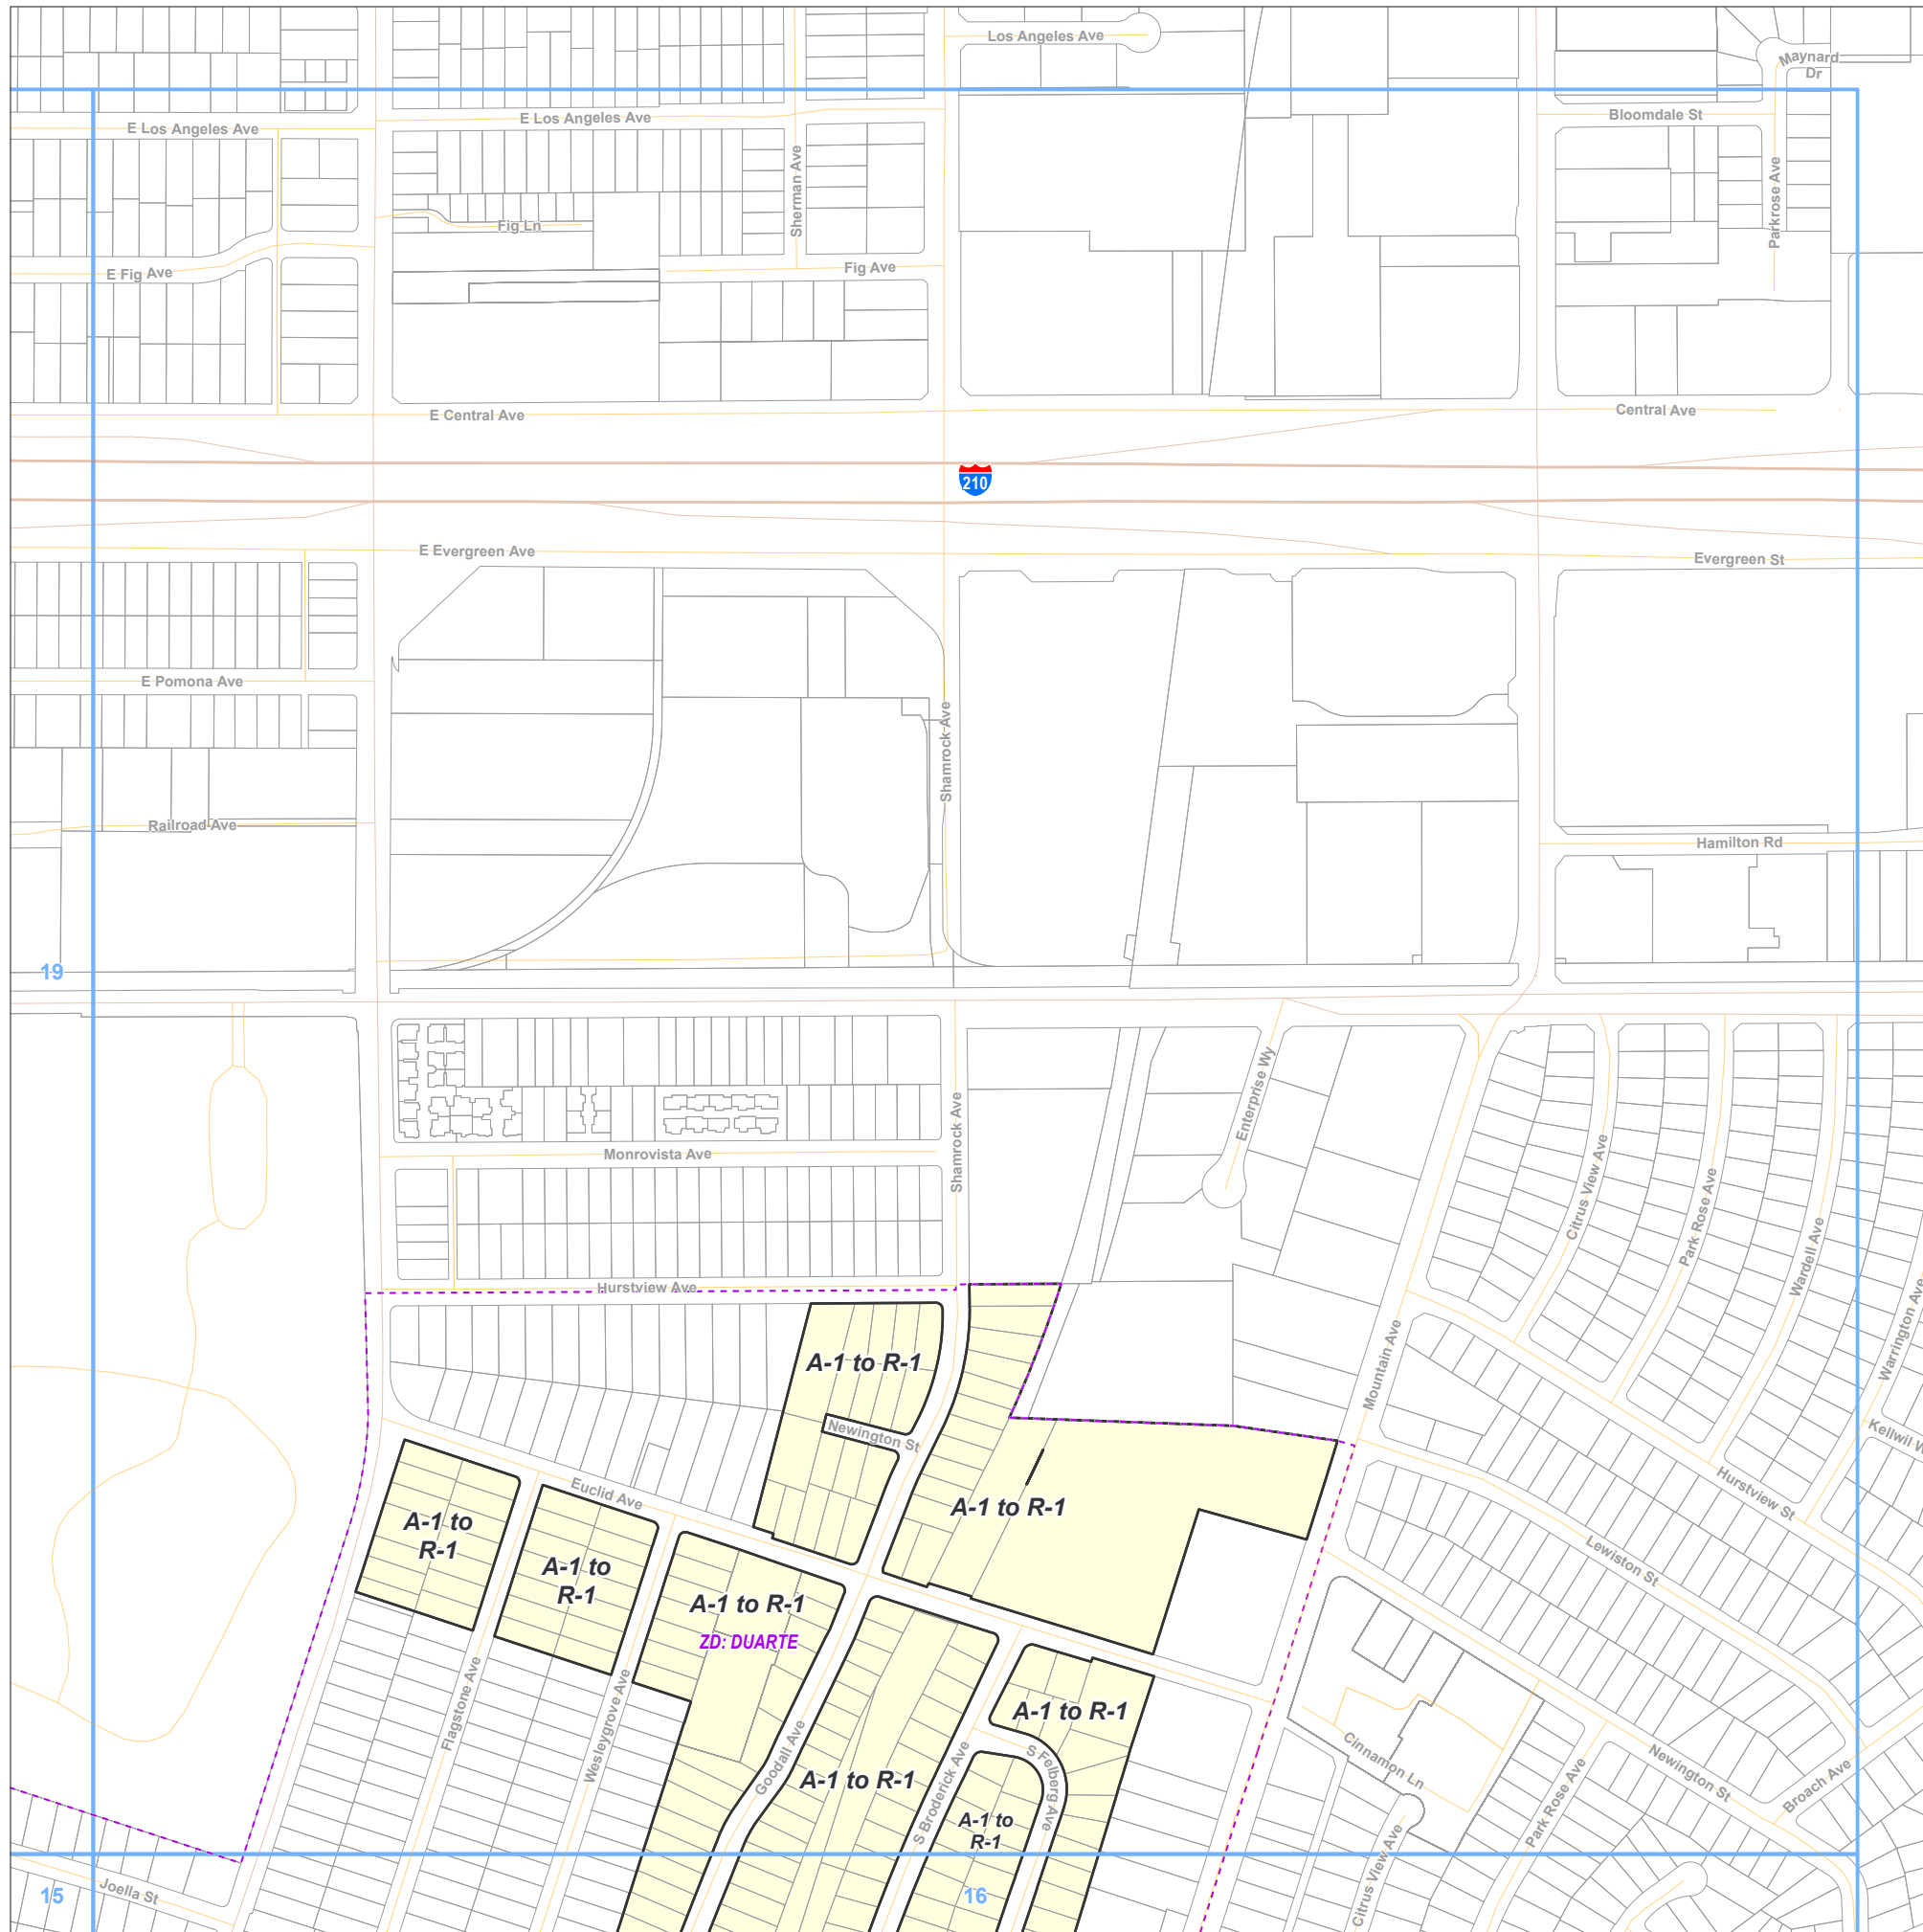 Los Angeles Ave
Maynard
Dr
E Los Angeles Ave
E Los Angeles Ave
Bloomdale St
Sherman Ave
Parkrose Ave
Fig Ln
E Fig Ave
Fig Ave
E Central Ave
Central Ave
210
E Evergreen Ave
Evergreen St
E Pomona Ave
Shamrock Ave
Railroad Ave
Hamilton Rd
19
Enterprise Wy
Shamrock Ave
Monrovista Ave
Citrus View Ave
Park Rose Ave
Wardell Ave
Hurstview Ave
Warrington Ave
Mountain Ave
A-1 to R-1
Newington St
Kellwil W
Euclid Ave
Hurstview St
A-1 to R-1
A-1 to
R-1
A-1 to
R-1
Lewiston St
A-1 to R-1
ZD: DUARTE
Flagstone Ave
Wesleygrove Ave
A-1 to R-1
Goodall Ave
A-1 to R-1
S Broderick Ave
S Felberg Ave
Cinnamon Ln
Newington St
Broach Ave
Park Rose Ave
A-1 to
R-1
Citrus View Ave
Joella St
15
16